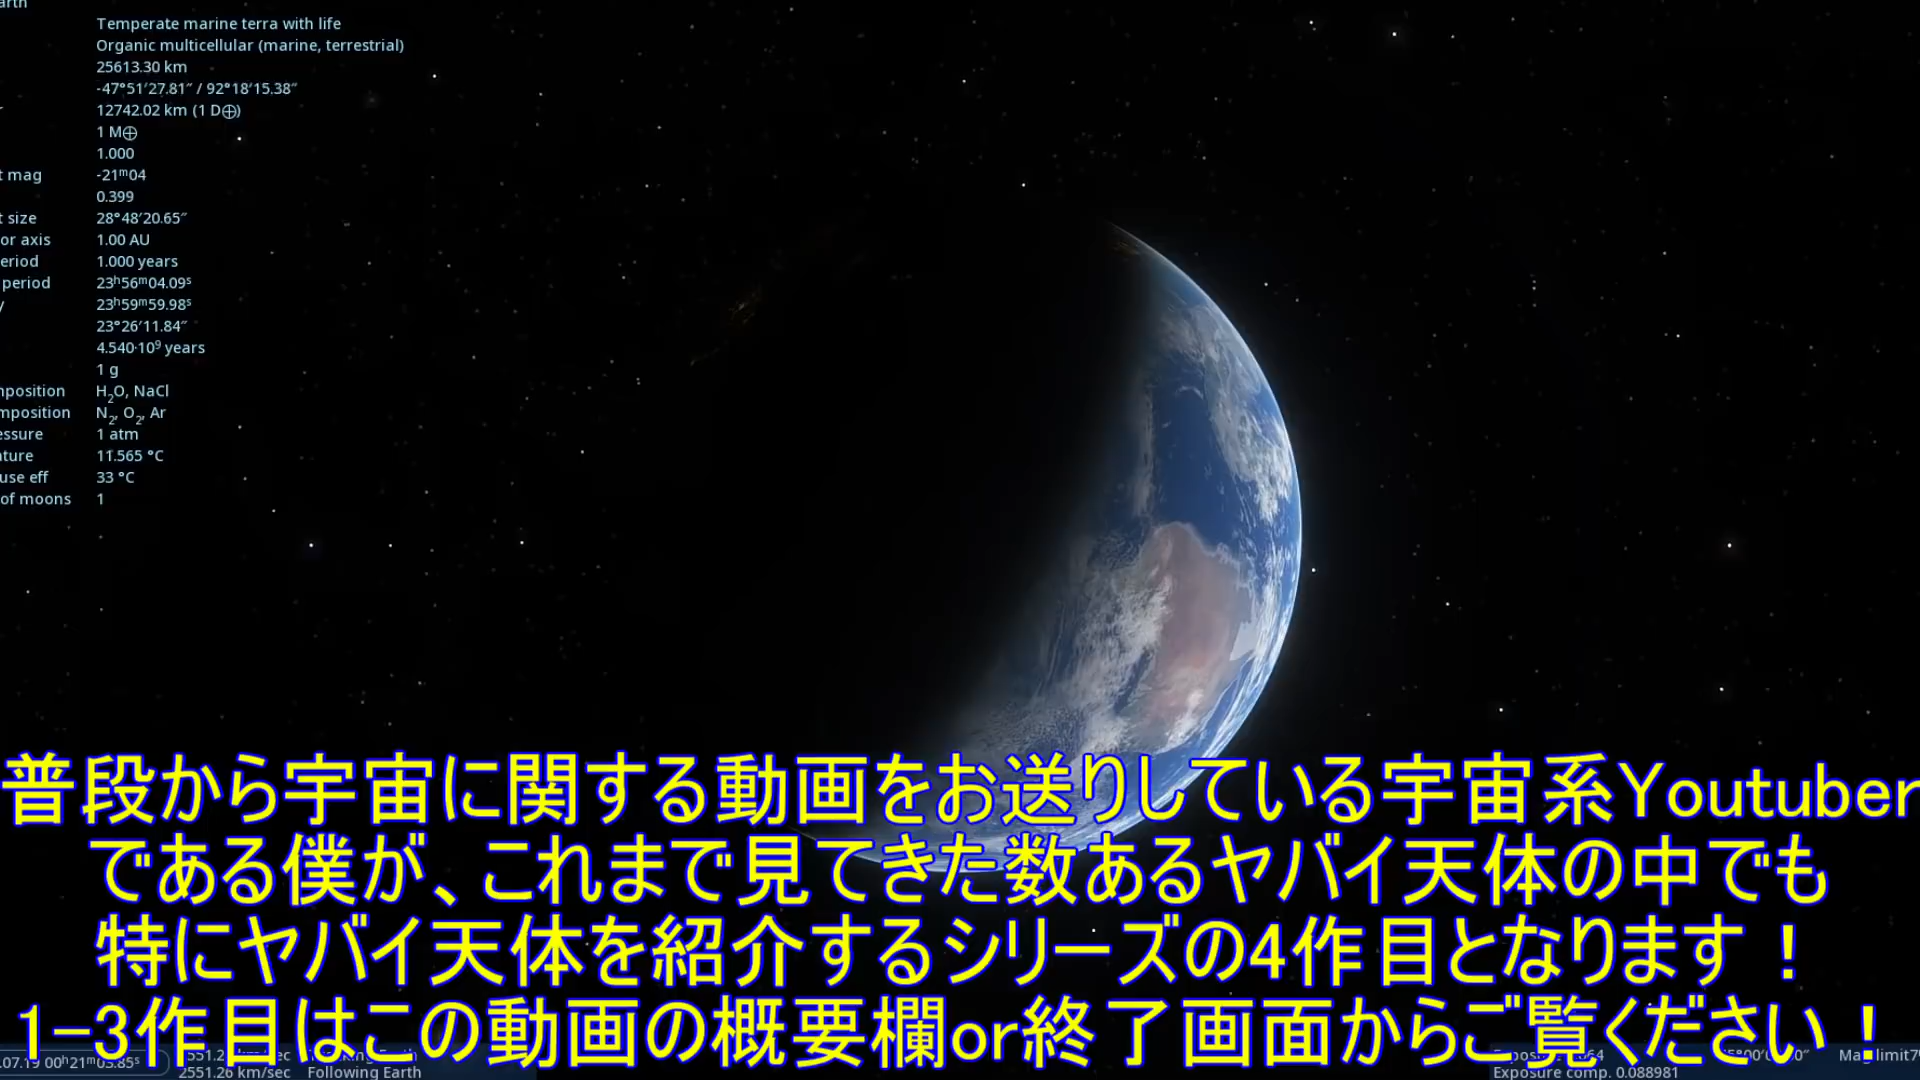 arth
Temperate marine terra with life
Organic multicellular (marine, terrestrial)
25613.30 km
-47°51′27.81″ / 92°18′15.38″
r 12742.02 km (1 D⊕)
1 M⊕
1.000
t mag -21ᵐ04
0.399
t size 28°48′20.65″
or axis 1.00 AU
eriod 1.000 years
period 23ʰ56ᵐ04.09ˢ
y 23ʰ59ᵐ59.98ˢ
23°26′11.84″
4.540·10⁹ years
1 g
nposition H₂O, NaCl
mposition N₂, O₂, Ar
essure 1 atm
ature 11.565 °C
use eff 33 °C
of moons 1
普段から宇宙に関する動画をお送りしている宇宙系Youtuber
である僕が、これまで見てきた数あるヤバイ天体の中でも
特にヤバイ天体を紹介するシリーズの4作目となります！
1-3作目はこの動画の概要欄or終了画面からご覧ください！
.07.19 00ʰ21ᵐ03.85ˢ
2551.26 km/sec Following Earth
Mag limit
Exposure comp. 0.088981